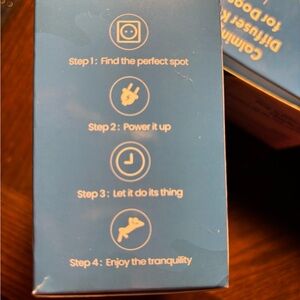 Step 1 : Find the perfect spot
Step 2 : Power it up
Step 3 : Let it do its thing
Step 4 : Enjoy the tranquility
Diffuser
for Dogs